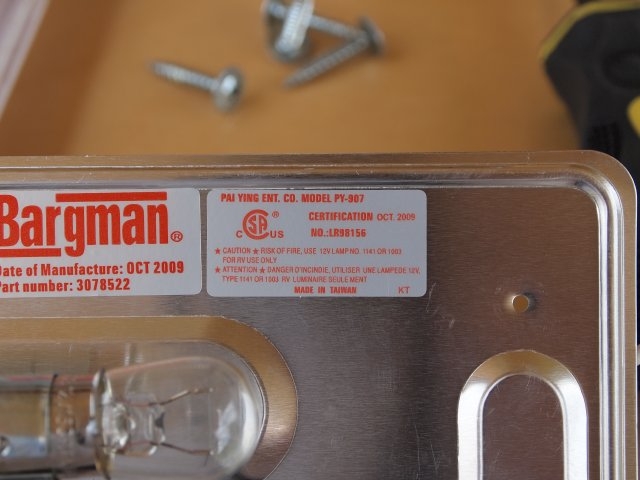 Bargman®
Date of Manufacture: OCT 2009
Part number: 3078522
PAI YING ENT. CO. MODEL PY-907
C CSA US
CERTIFICATION OCT. 2009
NO.:LR98156
★ CAUTION ★ RISK OF FIRE, USE 12V LAMP NO. 1141 OR 1003
FOR RV USE ONLY
★ ATTENTION ★ DANGER D'INCINDIE, UTILISER UNE LAMPEDE 12V,
TYPE 1141 OR 1003 RV LUMINAIRE SEULE MENT
MADE IN TAIWAN KT